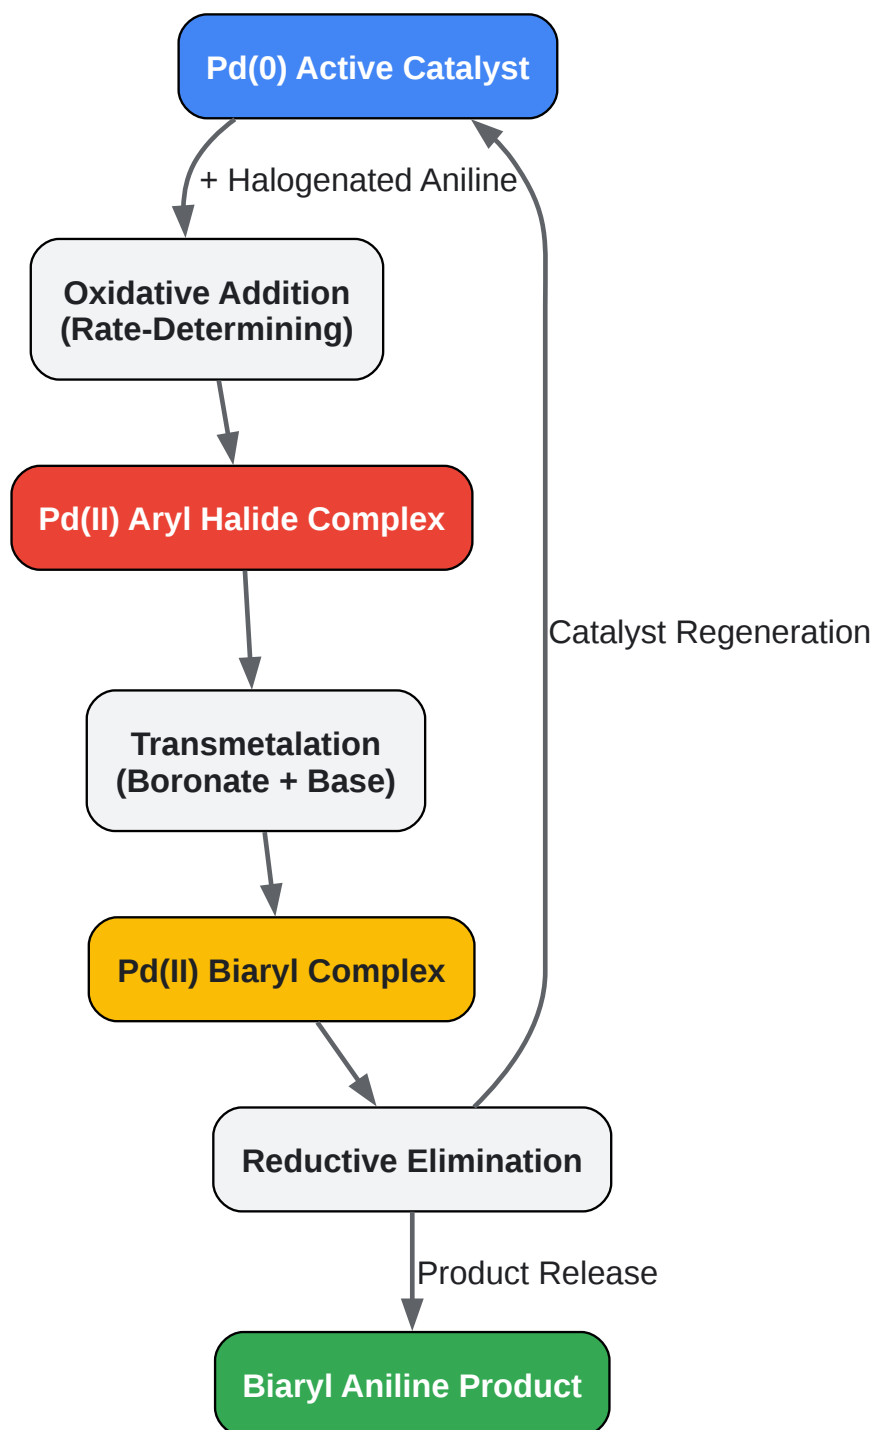 Pd(0) Active Catalyst
+ Halogenated Aniline
Oxidative Addition
(Rate-Determining)
Pd(II) Aryl Halide Complex
Catalyst Regeneration
Transmetalation
(Boronate + Base)
Pd(II) Biaryl Complex
Reductive Elimination
Product Release
Biaryl Aniline Product